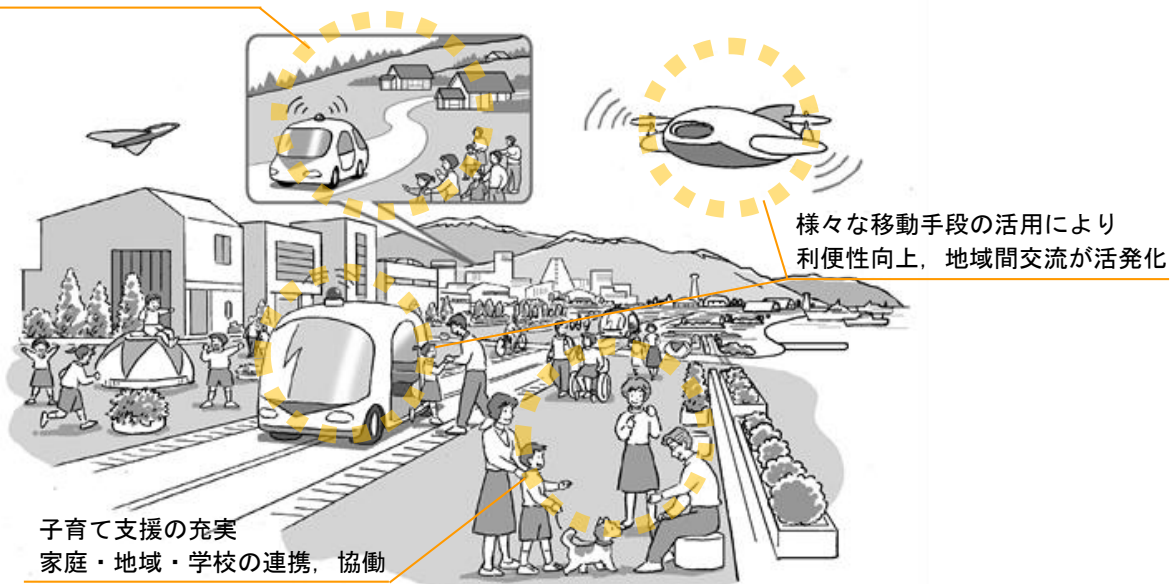 様々な移動手段の活用により
利便性向上，地域間交流が活発化
子育て支援の充実
家庭・地域・学校の連携，協働